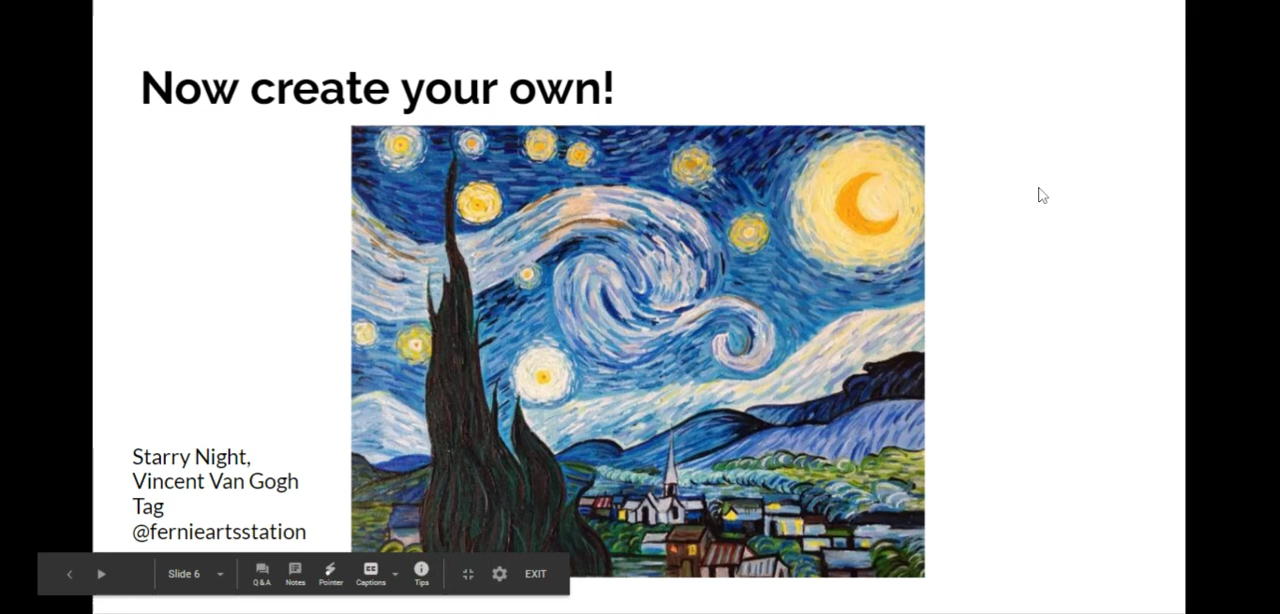 Now create your own!
Starry Night,
Vincent Van Gogh
Tag
@fernieartsstation
Slide 6
Q&A
Notes
Pointer
Captions
Tips
EXIT